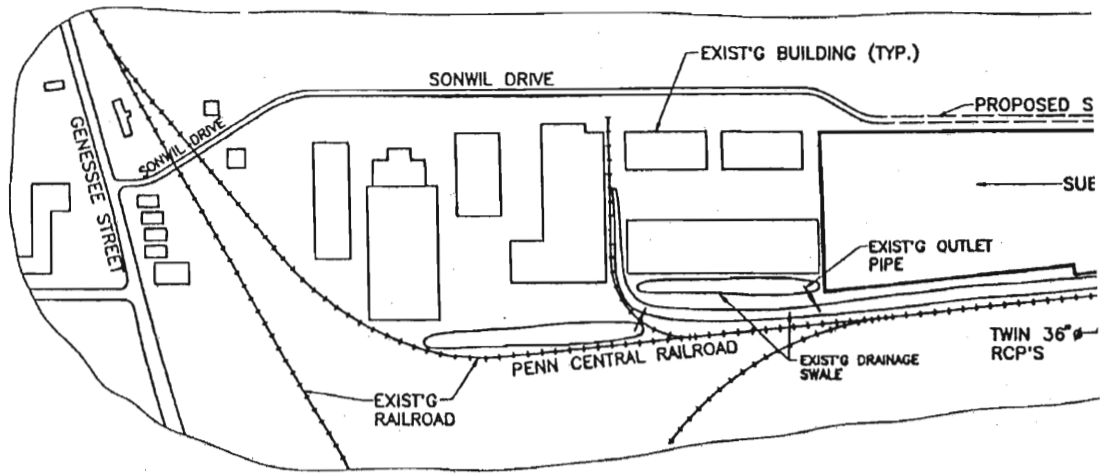 EXIST'G BUILDING (TYP.)
SONWIL DRIVE
PROPOSED S
SONWIL DRIVE
GENESSEE STREET
SUB
EXIST'G OUTLET
PIPE
PENN CENTRAL RAILROAD
TWIN 36"ø
RCP'S
EXIST'G DRAINAGE
SWALE
EXIST'G
RAILROAD